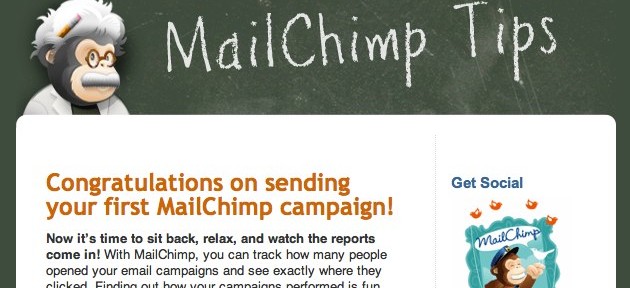 MailChimp Tips
Congratulations on sending
your first MailChimp campaign!
Now it's time to sit back, relax, and watch the reports
come in! With MailChimp, you can track how many people
opened your email campaigns and see exactly where they
clicked. Finding out how your campaigns performed is fun
Get Social
MailChimp